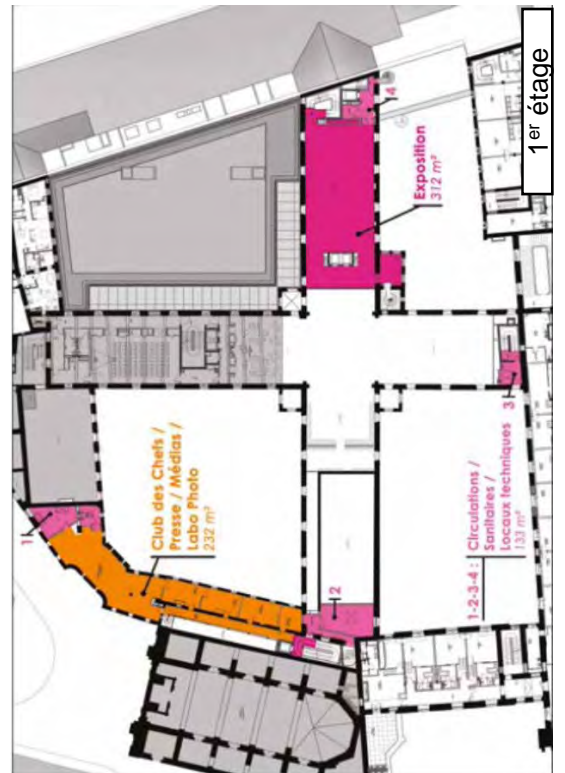 1er étage
4
Exposition
312 m²
3
1-2-3-4 : Circulations /
Sanitaires /
Locaux techniques
133 m²
Club des Chefs /
Presse / Médias /
Labo Photo
232 m²
1
2